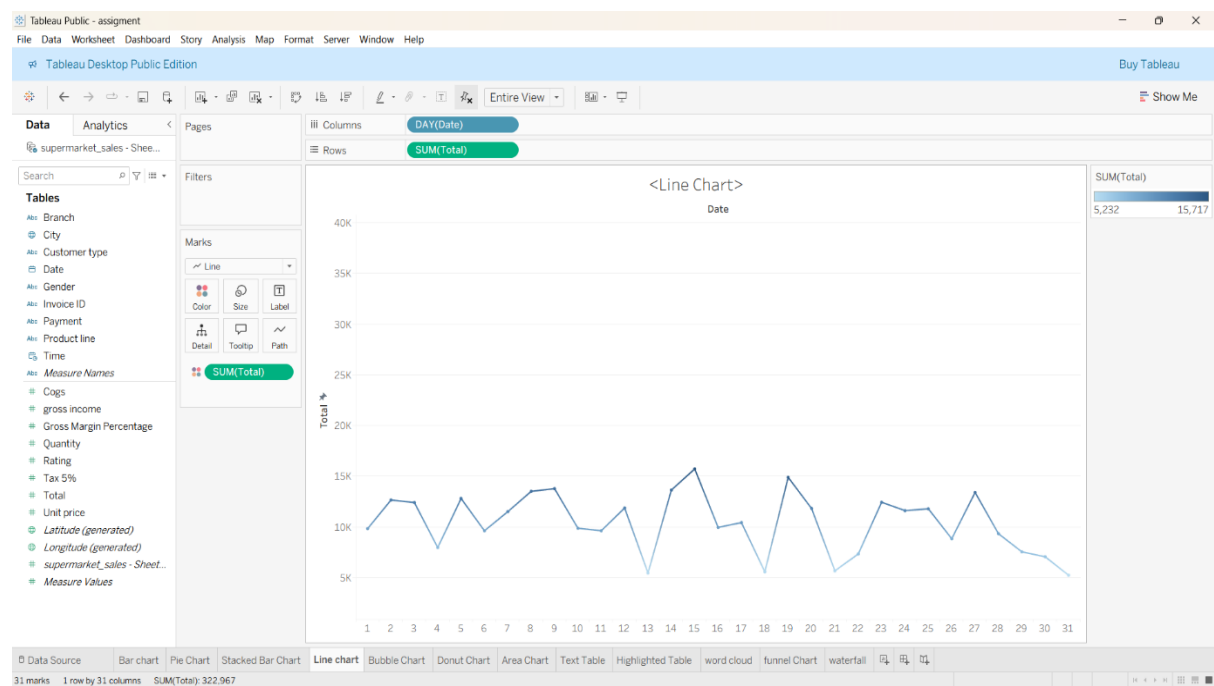 Tableau Public - assigment
File Data Worksheet Dashboard Story Analysis Map Format Server Window Help
Tableau Desktop Public Edition
Buy Tableau
Entire View
Show Me
Data Analytics
supermarket_sales - Shee...
Search
Tables
Abc Branch
City
Abc Customer type
Date
Abc Gender
Abc Invoice ID
Abc Payment
Abc Product line
Time
Abc Measure Names
# Cogs
# gross income
# Gross Margin Percentage
# Quantity
# Rating
# Tax 5%
# Total
# Unit price
Latitude (generated)
Longitude (generated)
# supermarket_sales - Sheet...
# Measure Values
Pages
Filters
Marks
Line
Color Size Label
Detail Tooltip Path
SUM(Total)
Columns DAY(Date)
Rows SUM(Total)
<Line Chart>
Date
40K
35K
30K
25K
20K
15K
10K
5K
Total
1 2 3 4 5 6 7 8 9 10 11 12 13 14 15 16 17 18 19 20 21 22 23 24 25 26 27 28 29 30 31
SUM(Total)
5,232 15,717
Data Source Bar chart Pie Chart Stacked Bar Chart Line chart Bubble Chart Donut Chart Area Chart Text Table Highlighted Table word cloud funnel Chart waterfall
31 marks 1 row by 31 columns SUM(Total): 322,967